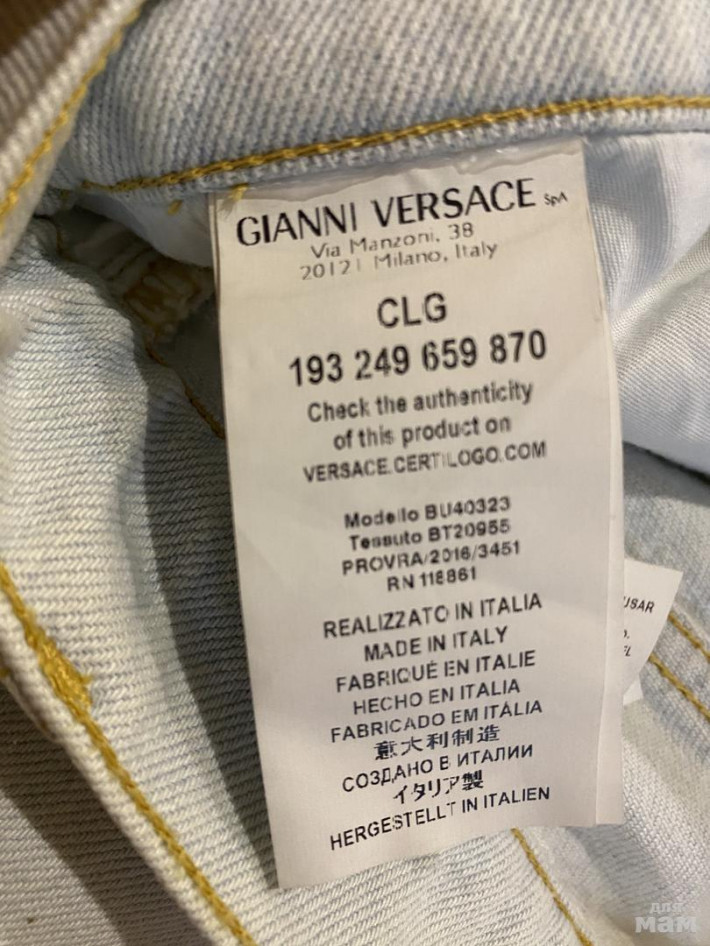 GIANNI VERSACE SpA
Via Manzoni, 38
20121 Milano, Italy
CLG
193 249 659 870
Check the authenticity
of this product on
VERSACE.CERTILOGO.COM
Modello BU40323
Tessuto BT20955
PROVRA/2016/3451
RN 118861
REALIZZATO IN ITALIA
MADE IN ITALY
FABRIQUÉ EN ITALIE
HECHO EN ITALIA
FABRICADO EM ITÁLIA
意大利制造
СОЗДАНО В ИТАЛИИ
イタリア製
HERGESTELLT IN ITALIEN
для
мам